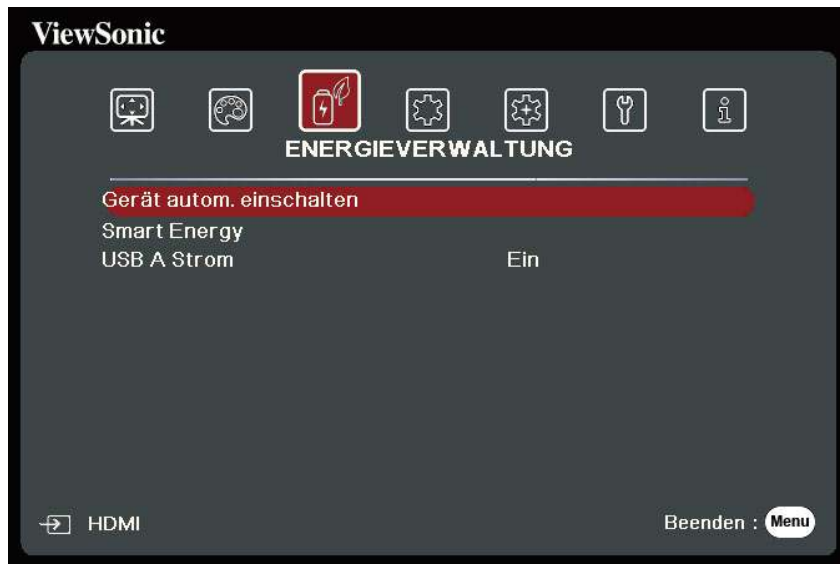 ViewSonic
ENERGIEVERWALTUNG
Gerät autom. einschalten
Smart Energy
USB A Strom Ein
HDMI
Beenden : Menu